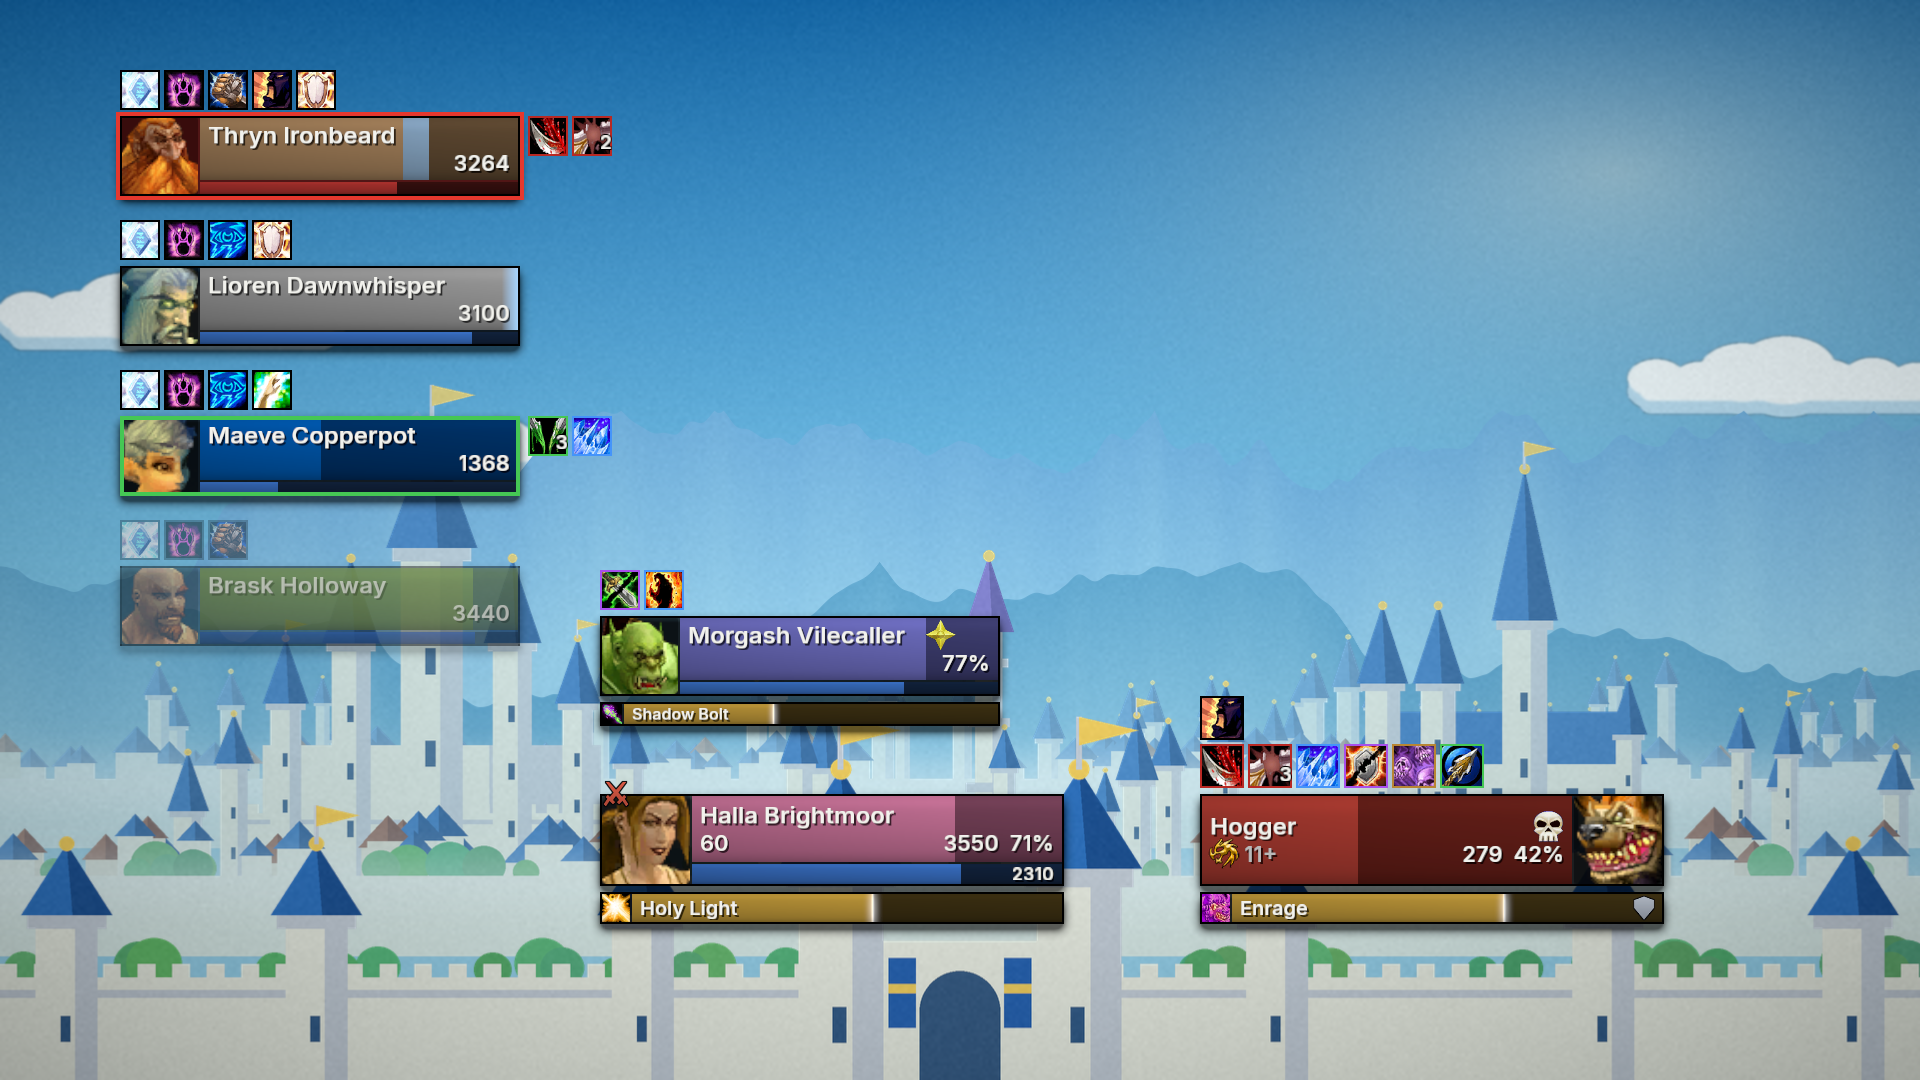 Thryn Ironbeard
3264
2
Lioren Dawnwhisper
3100
Maeve Copperpot
1368
3
Brask Holloway
3440
Morgash Vilecaller
77%
Shadow Bolt
Halla Brightmoor
60 3550 71%
2310
Holy Light
3
Hogger
11+ 279 42%
Enrage